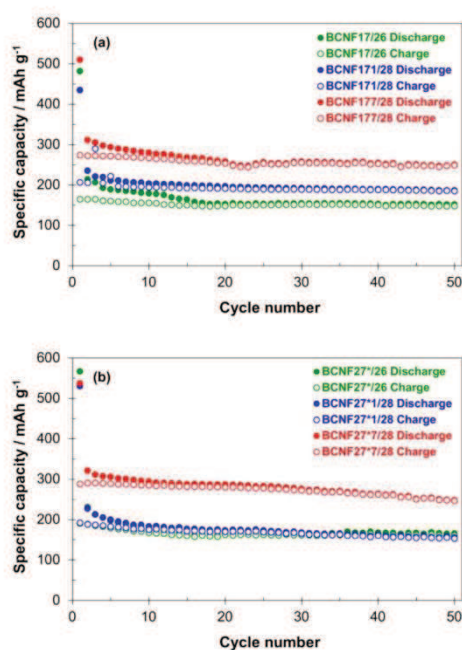 600
(a)
BCNF17/26 Discharge
BCNF17/26 Charge
500
BCNF171/28 Discharge
BCNF171/28 Charge
400
BCNF177/28 Discharge
BCNF177/28 Charge
300
200
100
0
0 10 20 30 40 50
Specific capacity / mAh g-1
Cycle number
600
(b)
BCNF27*/26 Discharge
BCNF27*/26 Charge
500
BCNF27*1/28 Discharge
BCNF27*1/28 Charge
400
BCNF27*7/28 Discharge
BCNF27*7/28 Charge
300
200
100
0
0 10 20 30 40 50
Specific capacity / mAh g-1
Cycle number